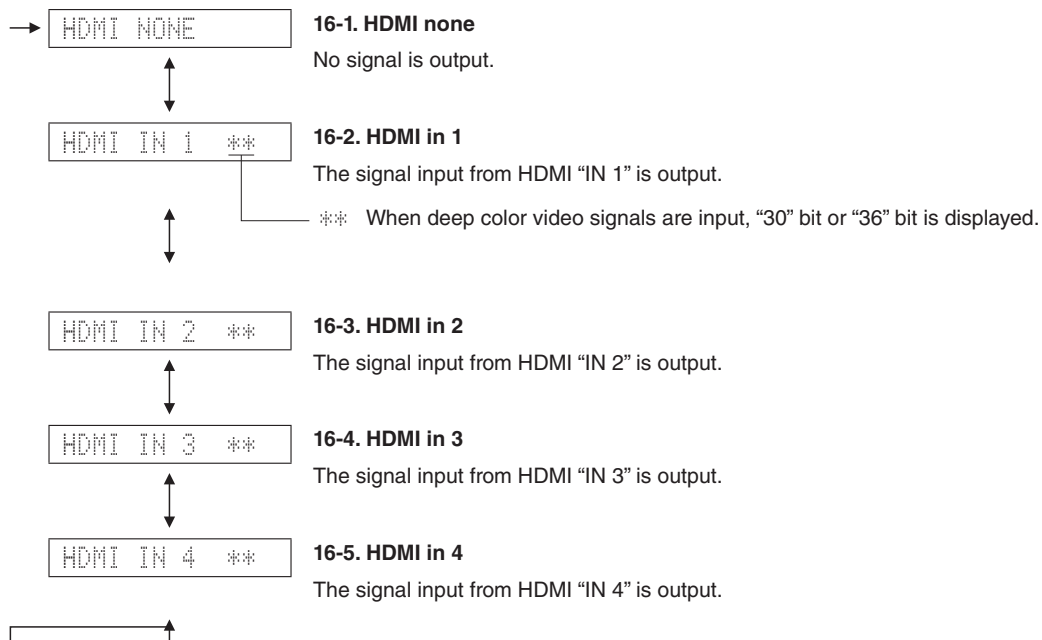 HDMI NONE
16-1. HDMI none
No signal is output.
HDMI IN 1 **
16-2. HDMI in 1
The signal input from HDMI “IN 1” is output.
** When deep color video signals are input, “30” bit or “36” bit is displayed.
HDMI IN 2 **
16-3. HDMI in 2
The signal input from HDMI “IN 2” is output.
HDMI IN 3 **
16-4. HDMI in 3
The signal input from HDMI “IN 3” is output.
HDMI IN 4 **
16-5. HDMI in 4
The signal input from HDMI “IN 4” is output.